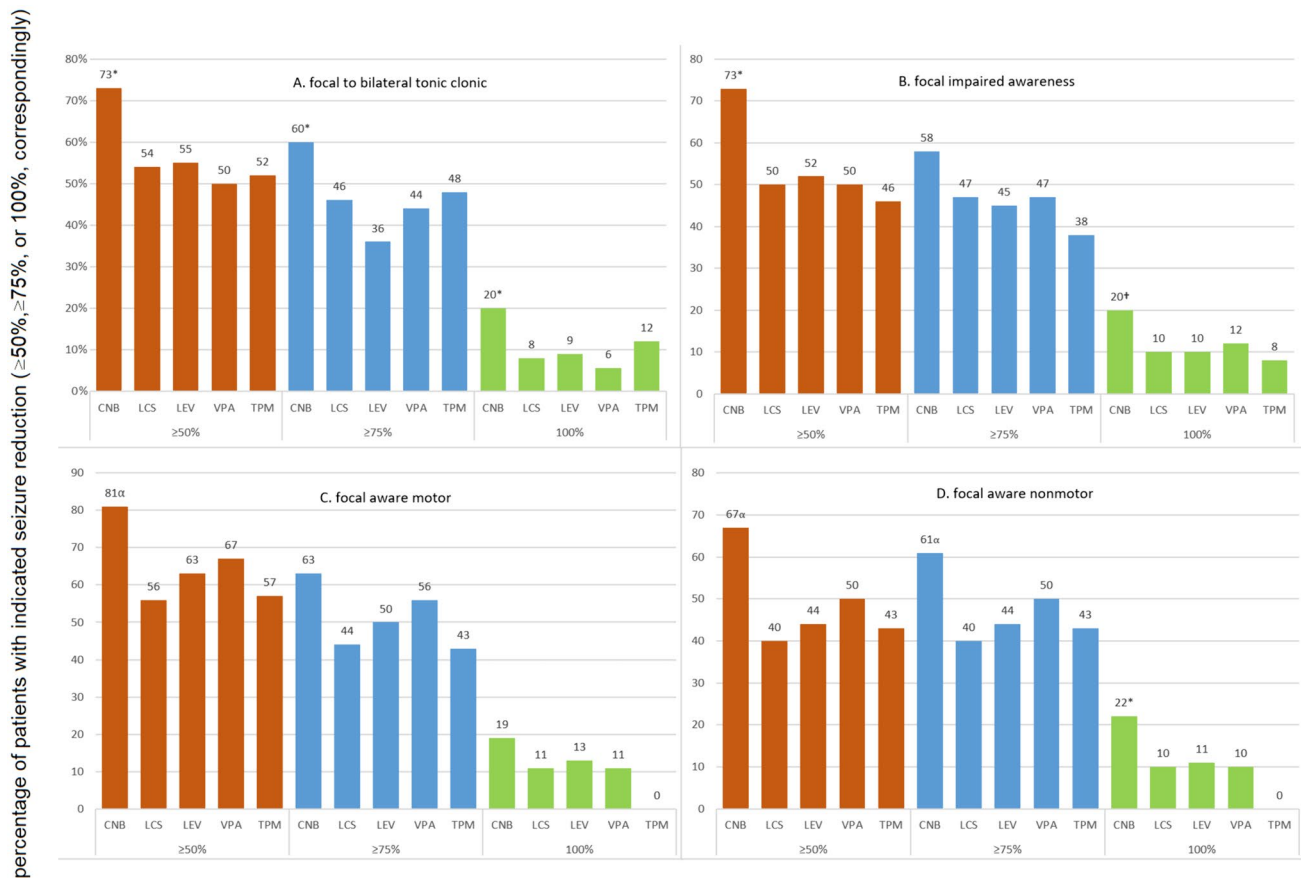 percentage of patients with indicated seizure reduction (≥50%,≥75%, or 100%, correspondingly)
A. focal to bilateral tonic clonic
80%
70%
60%
50%
40%
30%
20%
10%
0%
73* 54 55 50 52 60* 46 36 44 48 20* 8 9 6 12
CNB LCS LEV VPA TPM CNB LCS LEV VPA TPM CNB LCS LEV VPA TPM
≥50% ≥75% 100%
B. focal impaired awareness
80
70
60
50
40
30
20
10
0
73* 50 52 50 46 58 47 45 47 38 20✝ 10 10 12 8
CNB LCS LEV VPA TPM CNB LCS LEV VPA TPM CNB LCS LEV VPA TPM
≥50% ≥75% 100%
C. focal aware motor
90
80
70
60
50
40
30
20
10
0
81α 56 63 67 57 63 44 50 56 43 19 11 13 11 0
CNB LCS LEV VPA TPM CNB LCS LEV VPA TPM CNB LCS LEV VPA TPM
≥50% ≥75% 100%
D. focal aware nonmotor
80
70
60
50
40
30
20
10
0
67α 40 44 50 43 61α 40 44 50 43 22* 10 11 10 0
CNB LCS LEV VPA TPM CNB LCS LEV VPA TPM CNB LCS LEV VPA TPM
≥50% ≥75% 100%